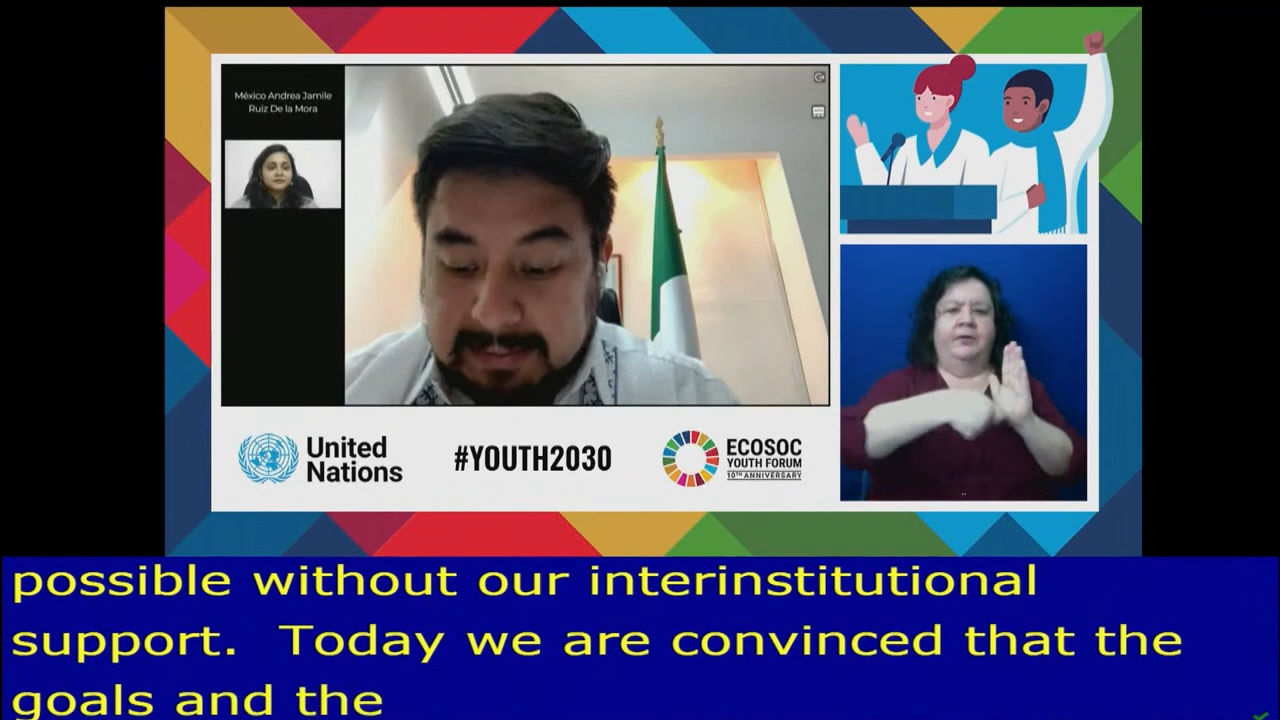 México Andrea Jamile
Ruíz De la Mora
United
Nations
#YOUTH2030
ECOSOC
YOUTH FORUM
10TH ANNIVERSARY
possible without our interinstitutional
support.  Today we are convinced that the
goals and the